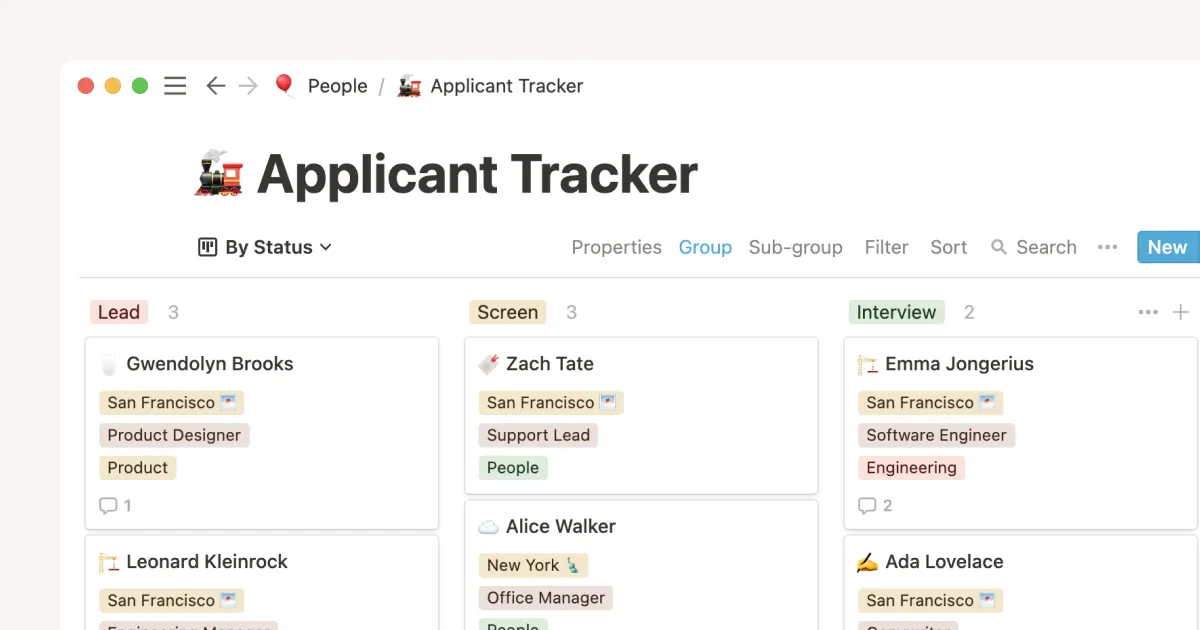 People / Applicant Tracker
Applicant Tracker
By Status Properties Group Sub-group Filter Sort Search New
Lead 3
Gwendolyn Brooks
San Francisco
Product Designer
Product
1
Leonard Kleinrock
San Francisco
Engineering Manager
Screen 3
Zach Tate
San Francisco
Support Lead
People
Alice Walker
New York
Office Manager
People
Interview 2
Emma Jongerius
San Francisco
Software Engineer
Engineering
2
Ada Lovelace
San Francisco
Copywriter